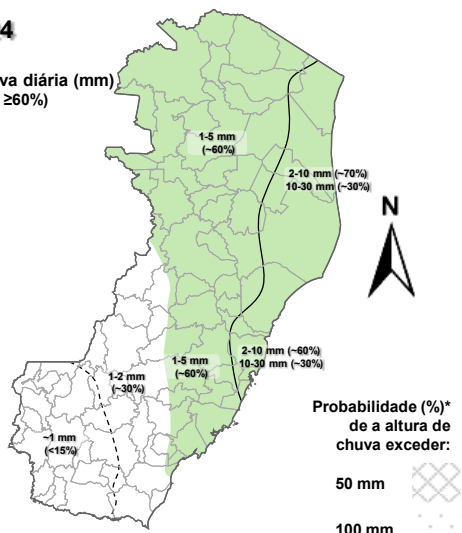 4
va diária (mm)
≥60%)
1-5 mm
(~60%)
2-10 mm (~70%)
10-30 mm (~30%)
N
1-5 mm
(~60%)
2-10 mm (~60%)
10-30 mm (~30%)
1-2 mm
(~30%)
~1 mm
(<15%)
Probabilidade (%)*
de a altura de
chuva exceder:
50 mm
100 mm